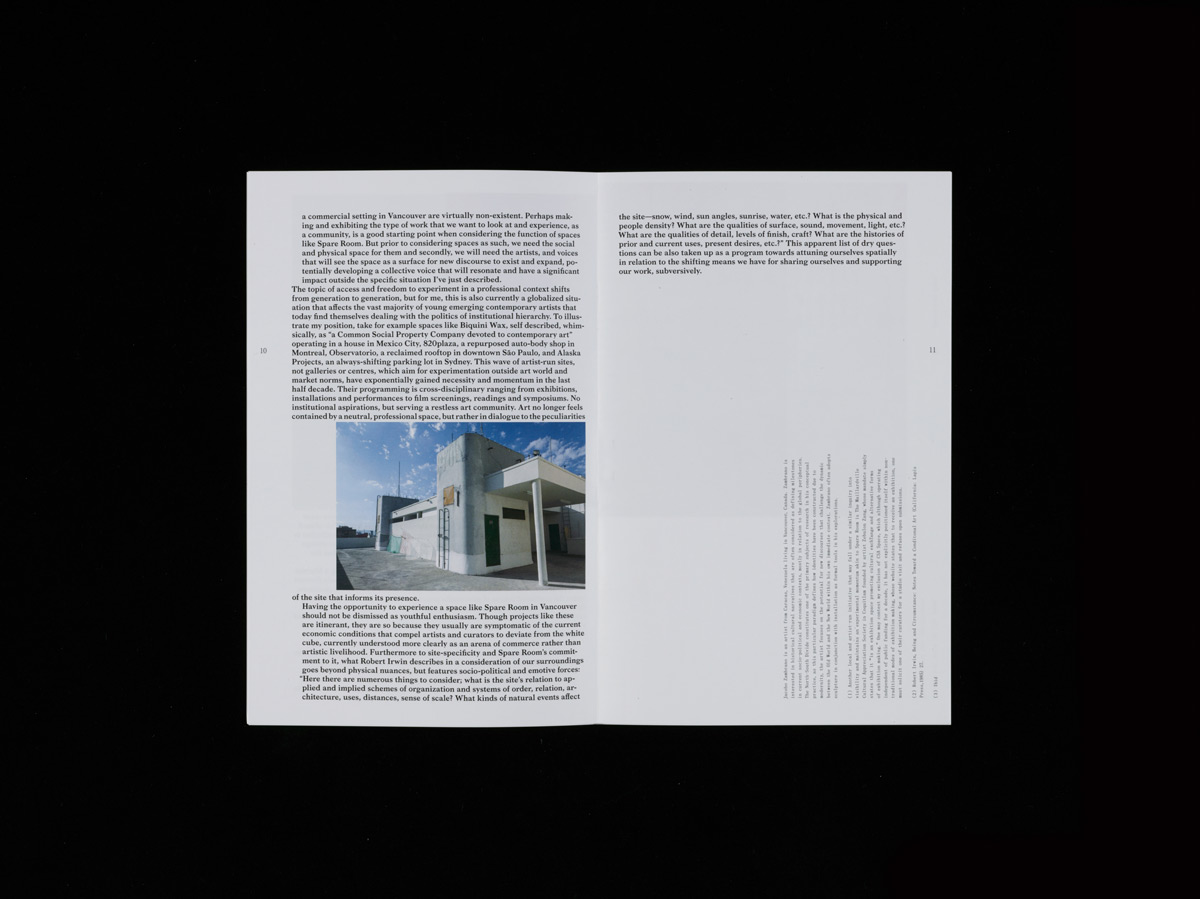 a commercial setting in Vancouver are virtually non-existent. Perhaps mak-
ing and exhibiting the type of work that we want to look at and experience, as
a community, is a good starting point when considering the function of spaces
like Spare Room. But prior to considering spaces as such, we need the social
and physical space for them and secondly, we will need the artists, and voices
that will see the space as a surface for new discourse to exist and expand, po-
tentially developing a collective voice that will resonate and have a significant
impact outside the specific situation I've just described.
The topic of access and freedom to experiment in a professional context shifts
from generation to generation, but for me, this is also currently a globalized situ-
ation that affects the vast majority of young emerging contemporary artists that
today find themselves dealing with the politics of institutional hierarchy. To illus-
trate my position, take for example spaces like Biquini Wax, self described, whim-
sically, as "a Common Social Property Company devoted to contemporary art"
operating in a house in Mexico City, 820plaza, a repurposed auto-body shop in
Montreal, Observatorio, a reclaimed rooftop in downtown São Paulo, and Alaska
Projects, an always-shifting parking lot in Sydney. This wave of artist-run sites,
not galleries or centres, which aim for experimentation outside art world and
market norms, have exponentially gained necessity and momentum in the last
half decade. Their programming is cross-disciplinary ranging from exhibitions,
installations and performances to film screenings, readings and symposiums. No
institutional aspirations, but serving a restless art community. Art no longer feels
contained by a neutral, professional space, but rather in dialogue to the peculiarities
of the site that informs its presence.
Having the opportunity to experience a space like Spare Room in Vancouver
should not be dismissed as youthful enthusiasm. Though projects like these
are itinerant, they are so because they usually are symptomatic of the current
economic conditions that compel artists and curators to deviate from the white
cube, currently understood more clearly as an arena of commerce rather than
artistic livelihood. Furthermore to site-specificity and Spare Room's commit-
ment to it, what Robert Irwin describes in a consideration of our surroundings
goes beyond physical nuances, but features socio-political and emotive forces:
"Here there are numerous things to consider; what is the site's relation to ap-
plied and implied schemes of organization and systems of order, relation, ar-
chitecture, uses, distances, sense of scale? What kinds of natural events affect
10
the site—snow, wind, sun angles, sunrise, water, etc.? What is the physical and
people density? What are the qualities of surface, sound, movement, light, etc.?
What are the qualities of detail, levels of finish, craft? What are the histories of
prior and current uses, present desires, etc.?" This apparent list of dry ques-
tions can be also taken up as a program towards attuning ourselves spatially
in relation to the shifting means we have for sharing ourselves and supporting
our work, subversively.
11